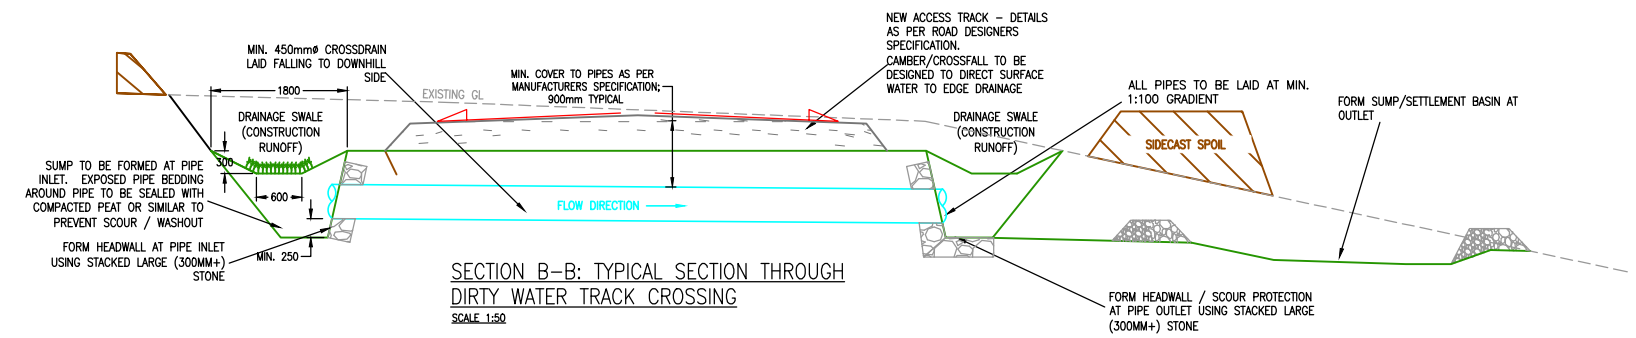 MIN. 450mmø CROSSDRAIN
LAID FALLING TO DOWNHILL
SIDE
1800
EXISTING GL
DRAINAGE SWALE
(CONSTRUCTION
RUNOFF)
300
600
SUMP TO BE FORMED AT PIPE
INLET. EXPOSED PIPE BEDDING
AROUND PIPE TO BE SEALED WITH
COMPACTED PEAT OR SIMILAR TO
PREVENT SCOUR / WASHOUT
FORM HEADWALL AT PIPE INLET
USING STACKED LARGE (300MM+)
STONE
MIN. 250
MIN. COVER TO PIPES AS PER
MANUFACTURERS SPECIFICATION;
900mm TYPICAL
FLOW DIRECTION
NEW ACCESS TRACK - DETAILS
AS PER ROAD DESIGNERS
SPECIFICATION.
CAMBER/CROSSFALL TO BE
DESIGNED TO DIRECT SURFACE
WATER TO EDGE DRAINAGE
DRAINAGE SWALE
(CONSTRUCTION
RUNOFF)
ALL PIPES TO BE LAID AT MIN.
1:100 GRADIENT
SIDECAST SPOIL
FORM SUMP/SETTLEMENT BASIN AT
OUTLET
FORM HEADWALL / SCOUR PROTECTION
AT PIPE OUTLET USING STACKED LARGE
(300MM+) STONE
SECTION B-B: TYPICAL SECTION THROUGH
DIRTY WATER TRACK CROSSING
SCALE 1:50